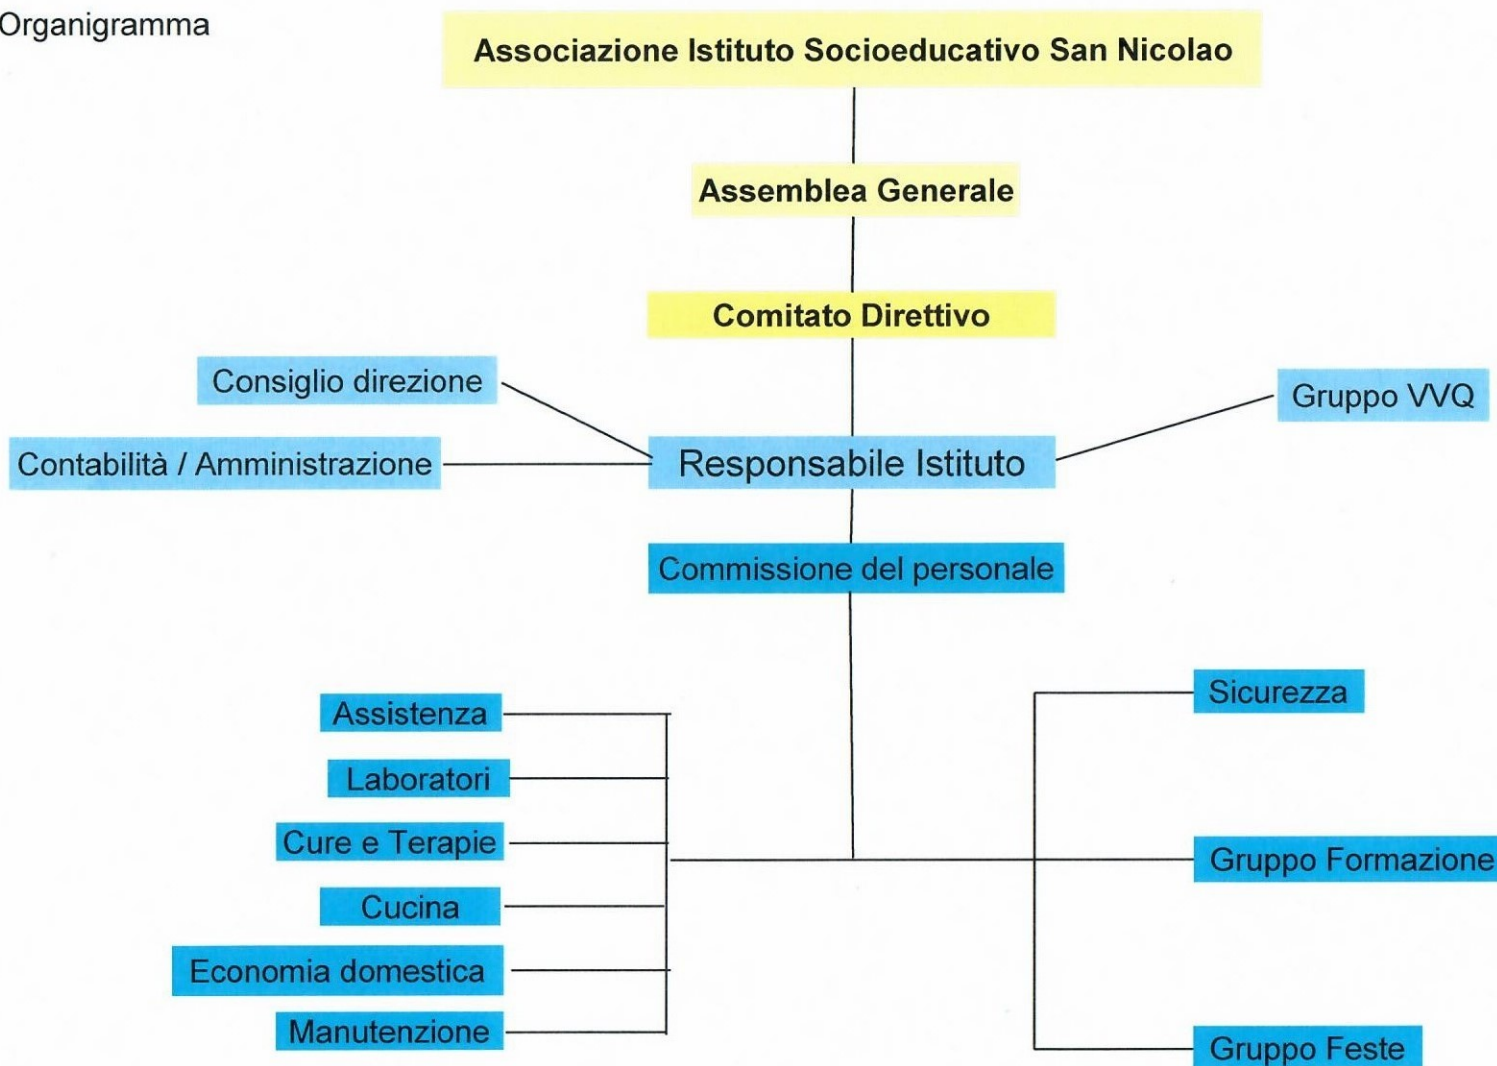 Organigramma
Associazione Istituto Socioeducativo San Nicolao
Assemblea Generale
Comitato Direttivo
Consiglio direzione
Gruppo VVQ
Contabilità / Amministrazione
Responsabile Istituto
Commissione del personale
Assistenza
Laboratori
Cure e Terapie
Cucina
Economia domestica
Manutenzione
Sicurezza
Gruppo Formazione
Gruppo Feste